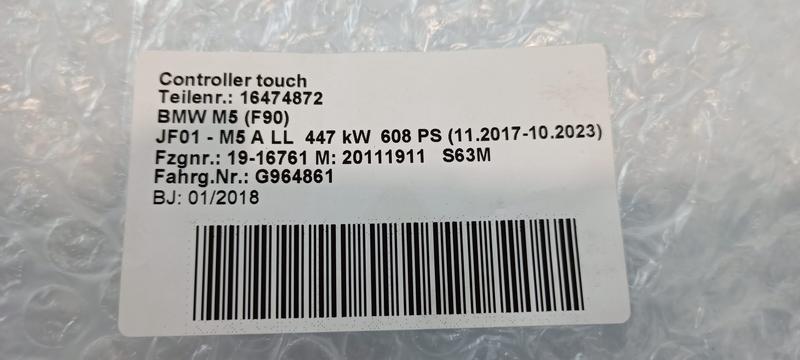 Controller touch
Teilenr.: 16474872
BMW M5 (F90)
JF01 - M5 A LL 447 kW 608 PS (11.2017-10.2023)
Fzgnr.: 19-16761 M: 20111911 S63M
Fahrg.Nr.: G964861
BJ: 01/2018